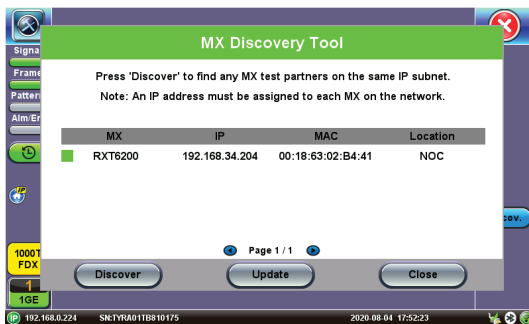 MX Discovery Tool
Signa
Press 'Discover' to find any MX test partners on the same IP subnet.
Frame
Note: An IP address must be assigned to each MX on the network.
Patter
Alm/Er
MX IP MAC Location
RXT6200 192.168.34.204 00:18:63:02:B4:41 NOC
IP
cov.
Page 1 / 1
1000T
FDX
Discover Update Close
1
1GE
IP 192.168.0.224 SN:TYRA01TB810175 2020-08-04 17:52:23